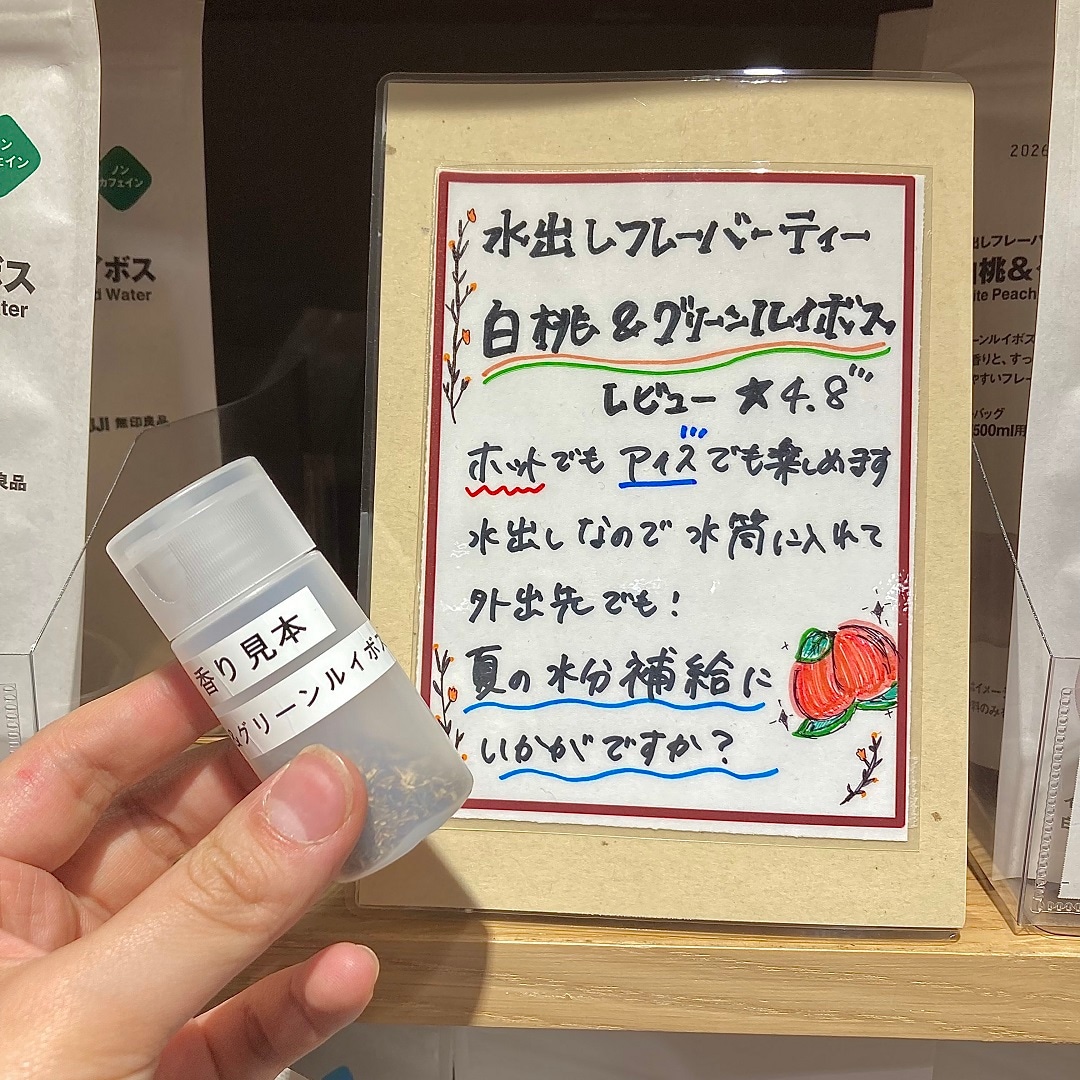 水出しフレーバーティー
白桃&グリーンルイボス
レビュー ★4.8
ホットでもアイスでも楽しめます
水出しなので水筒に入れて
外出先でも!
夏の水分補給に
いかがですか?
香り見本
&グリーンルイボス
ノン
カフェイン
イボス
d Water
UJI 無印良品
ン
ェイン
ボス
ter
良品
2026
出しフレーバ
白桃&
ite Peach
ーンルイボス
香りと、すっ
やすいフレー
バッグ
500ml用